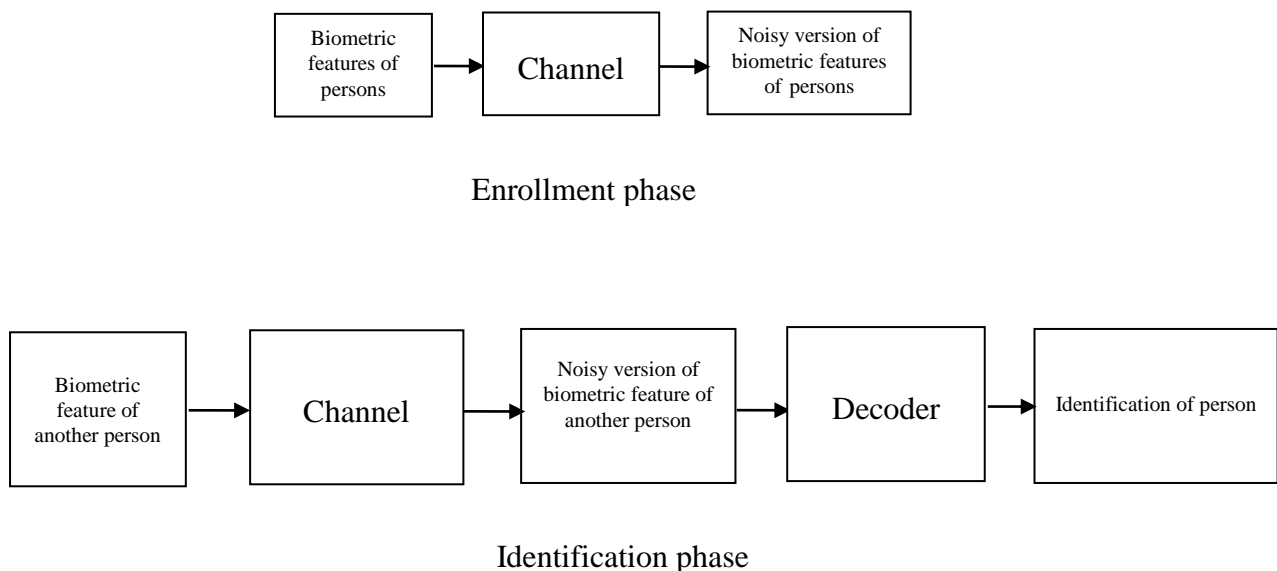 Biometric
features of
persons
Channel
Noisy version of
biometric features
of persons
Enrollment phase
Biometric
feature of
another person
Channel
Noisy version of
biometric feature of
another person
Decoder
Identification of person
Identification phase